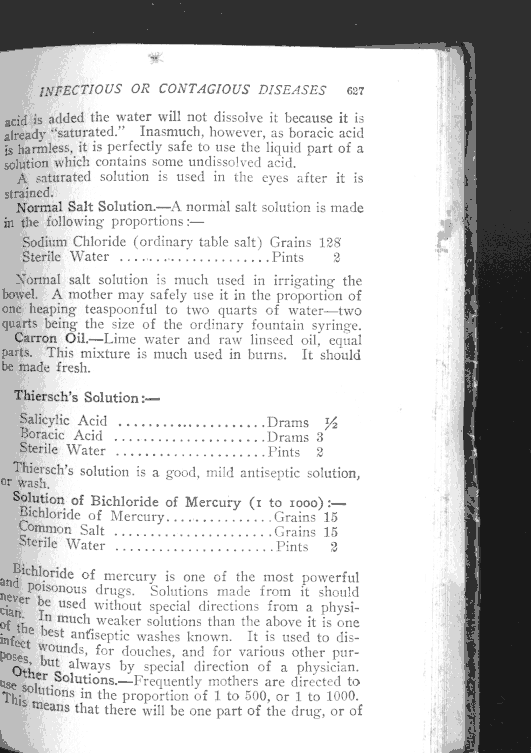 INFECTIOUS OR CONTAGIOUS DISEASES 627
acid is added the water will not dissolve it because it is
already "saturated." Inasmuch, however, as boracic acid
is harmless, it is perfectly safe to use the liquid part of a
solution which contains some undissolved acid.
A saturated solution is used in the eyes after it is
strained.
Normal Salt Solution.—A normal salt solution is made
in the following proportions:—
Sodium Chloride (ordinary table salt) Grains 128
Sterile Water .......................Pints 2
Normal salt solution is much used in irrigating the
bowel. A mother may safely use it in the proportion of
one heaping teaspoonful to two quarts of water—two
quarts being the size of the ordinary fountain syringe.
Carron Oil.—Lime water and raw linseed oil, equal
parts. This mixture is much used in burns. It should
be made fresh.
Thiersch's Solution:—
Salicylic Acid ......................Drams ½
Boracic Acid ......................Drams 3
Sterile Water ......................Pints 2
Thiersch's solution is a good, mild antiseptic solution,
or wash.
Solution of Bichloride of Mercury (1 to 1000):—
Bichloride of Mercury...............Grains 15
Common Salt .......................Grains 15
Sterile Water .......................Pints 2
Bichloride of mercury is one of the most powerful
and poisonous drugs. Solutions made from it should
never be used without special directions from a physi-
cian. In much weaker solutions than the above it is one
of the best antiseptic washes known. It is used to dis-
infect wounds, for douches, and for various other pur-
poses, but always by special direction of a physician.
Other Solutions.—Frequently mothers are directed to
use solutions in the proportion of 1 to 500, or 1 to 1000.
This means that there will be one part of the drug, or of